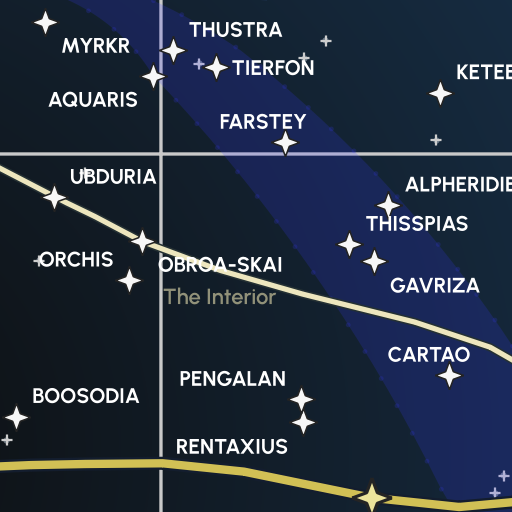 THUSTRA
MYRKR
TIERFON
KETEE
AQUARIS
FARSTEY
UBDURIA
ALPHERIDIE
THISSPIAS
ORCHIS
OBROA-SKAI
GAVRIZA
The Interior
CARTAO
PENGALAN
BOOSODIA
RENTAXIUS